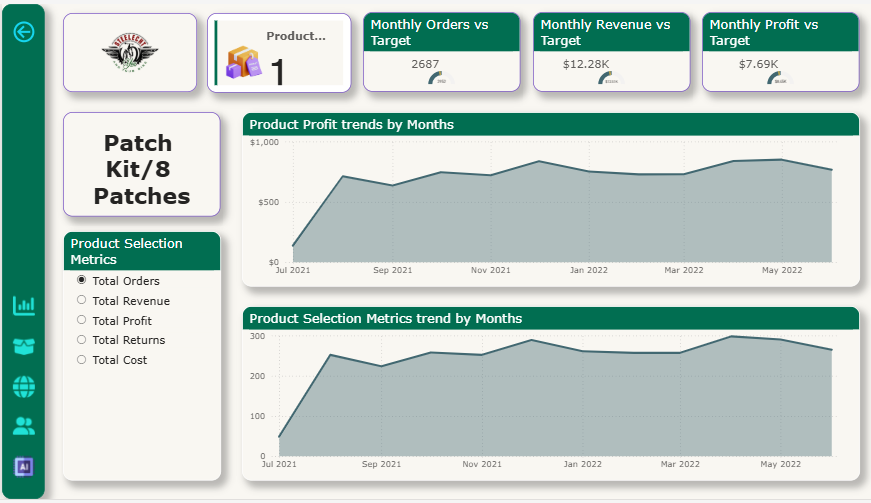 STEELECHT
Product...
1
Monthly Orders vs
Target
2687
Monthly Revenue vs
Target
$12.28K
Monthly Profit vs
Target
$7.69K
Patch
Kit/8
Patches
Product Profit trends by Months
$1,000
$500
$0
Jul 2021
Sep 2021
Nov 2021
Jan 2022
Mar 2022
May 2022
Product Selection
Metrics
Total Orders
Total Revenue
Total Profit
Total Returns
Total Cost
Product Selection Metrics trend by Months
300
200
100
0
Jul 2021
Sep 2021
Nov 2021
Jan 2022
Mar 2022
May 2022
AI